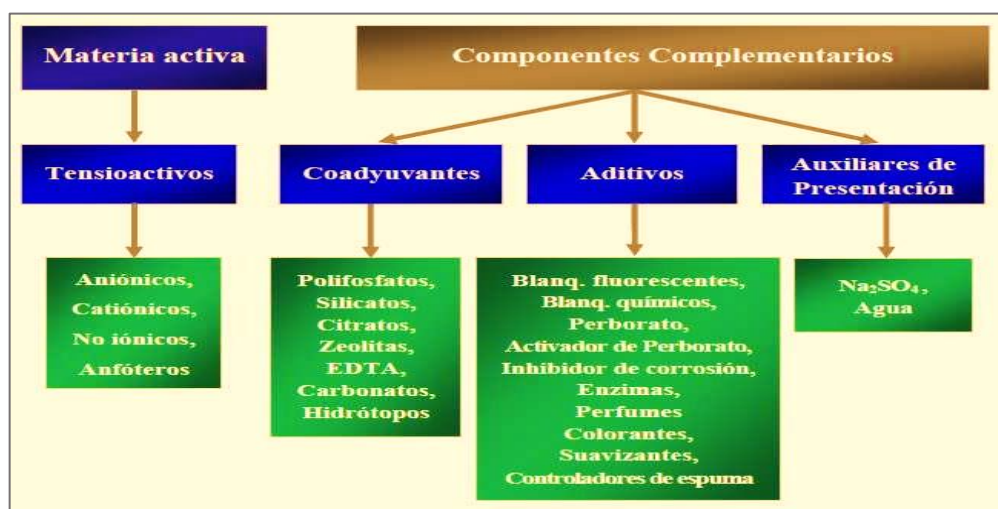 Materia activa
Componentes Complementarios
Tensioactivos
Coadyuvantes
Aditivos
Auxiliares de
Presentación
Aniónicos,
Catiónicos,
No iónicos,
Anfóteros
Polifosfatos,
Silicatos,
Citratos,
Zeolitas,
EDTA,
Carbonatos,
Hidrótopos
Blanq. fluorescentes,
Blanq. químicos,
Perborato,
Activador de Perborato,
Inhibidor de corrosión,
Enzimas,
Perfumes
Colorantes,
Suavizantes,
Controladores de espuma
Na₂SO₄,
Agua